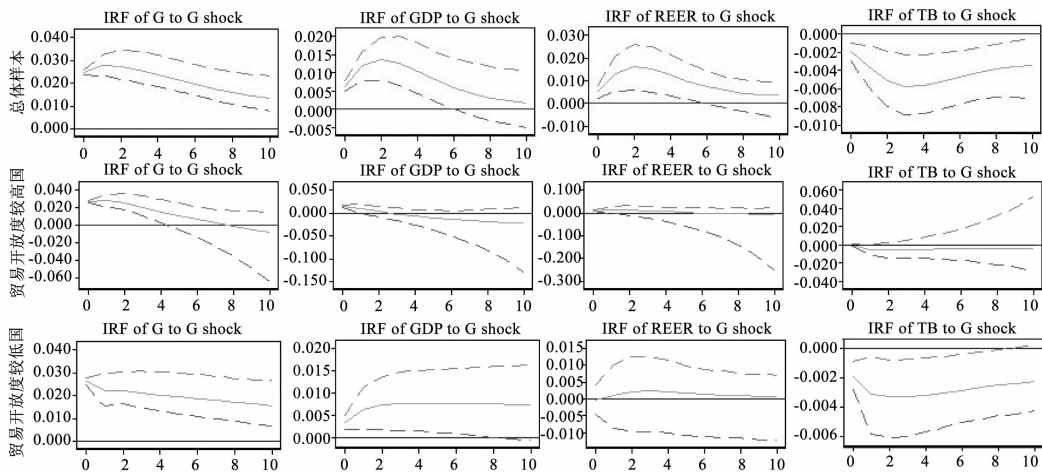 IRF of G to G shock
IRF of GDP to G shock
IRF of REER to G shock
IRF of TB to G shock
总体样本
0.040
0.030
0.020
0.010
0.000
0 2 4 6 8 10
0.020
0.015
0.010
0.005
0.000
-0.005
0 2 4 6 8 10
0.030
0.020
0.010
0.000
-0.010
0 2 4 6 8 10
-0.000
-0.002
-0.004
-0.006
-0.008
-0.010
0 2 4 6 8 10
IRF of G to G shock
IRF of GDP to G shock
IRF of REER to G shock
IRF of TB to G shock
贸易开放度较高国
0.040
0.020
0.000
-0.020
-0.040
-0.060
0 2 4 6 8 10
0.050
0.000
-0.050
-0.100
-0.150
0 2 4 6 8 10
0.100
0.000
-0.100
-0.200
-0.300
0 2 4 6 8 10
0.060
0.040
0.020
0.000
-0.020
-0.040
0 2 4 6 8 10
IRF of G to G shock
IRF of GDP to G shock
IRF of REER to G shock
IRF of TB to G shock
贸易开放度较低国
0.040
0.030
0.020
0.010
0.000
0 2 4 6 8 10
0.020
0.015
0.010
0.005
0.000
0 2 4 6 8 10
0.015
0.010
0.005
-0.000
-0.005
-0.010
0 2 4 6 8 10
-0.000
-0.002
-0.004
-0.006
0 2 4 6 8 10